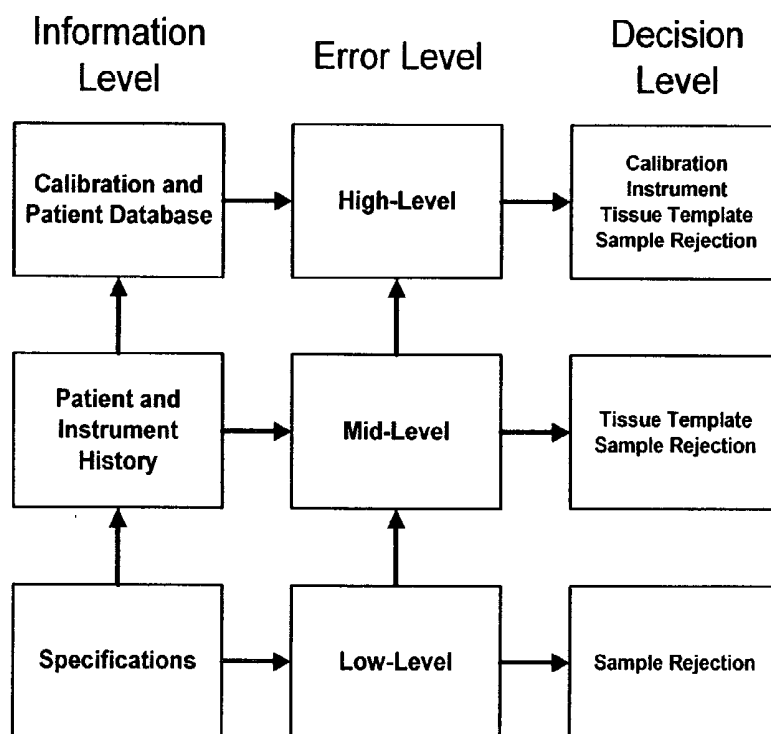 Information
Level
Error Level
Decision
Level
Calibration and
Patient Database
High-Level
Calibration
Instrument
Tissue Template
Sample Rejection
Patient and
Instrument
History
Mid-Level
Tissue Template
Sample Rejection
Specifications
Low-Level
Sample Rejection